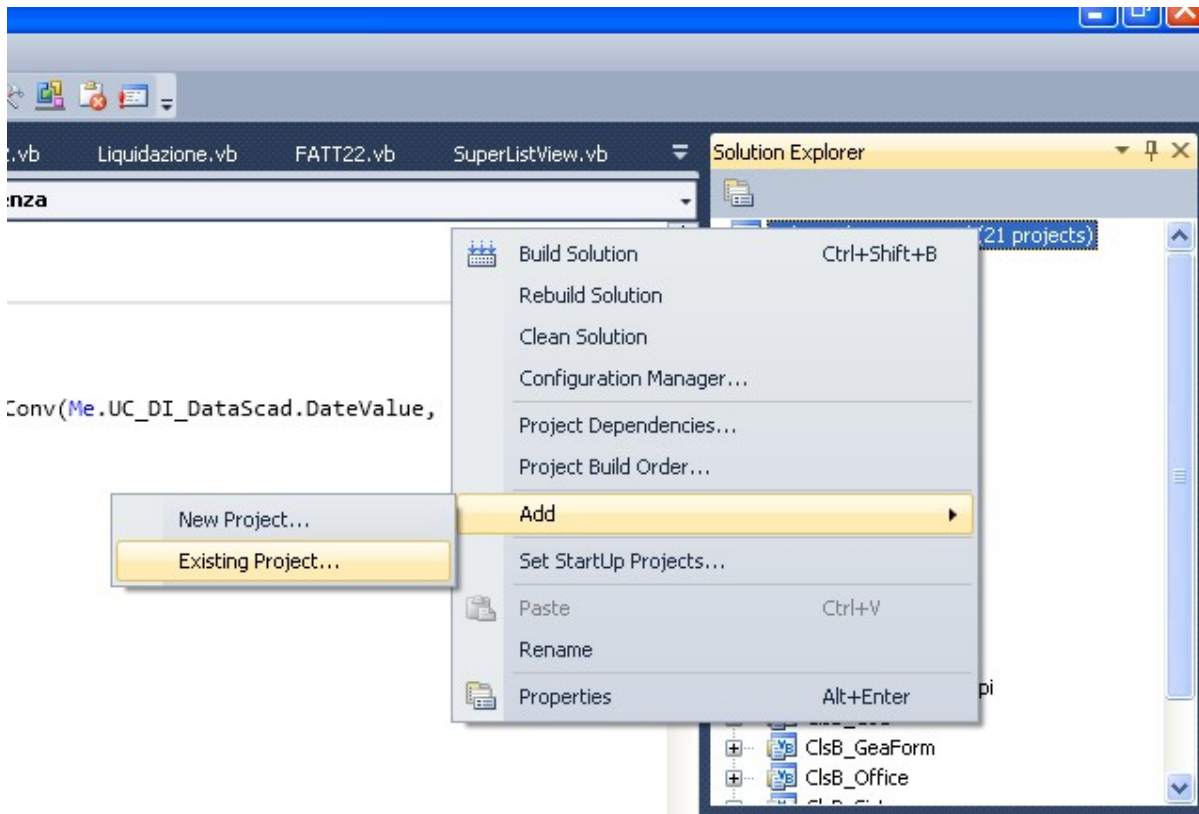 .vb Liquidazione.vb FATT22.vb SuperListView.vb
Solution Explorer
enza
(21 projects)
Build Solution Ctrl+Shift+B
Rebuild Solution
Clean Solution
Configuration Manager...
Conv(Me.UC_DI_DataScad.DateValue,
Project Dependencies...
Project Build Order...
Add
New Project...
Existing Project...
Set StartUp Projects...
Paste Ctrl+V
Rename
Properties Alt+Enter
pi
ClsB_GeaForm
ClsB_Office